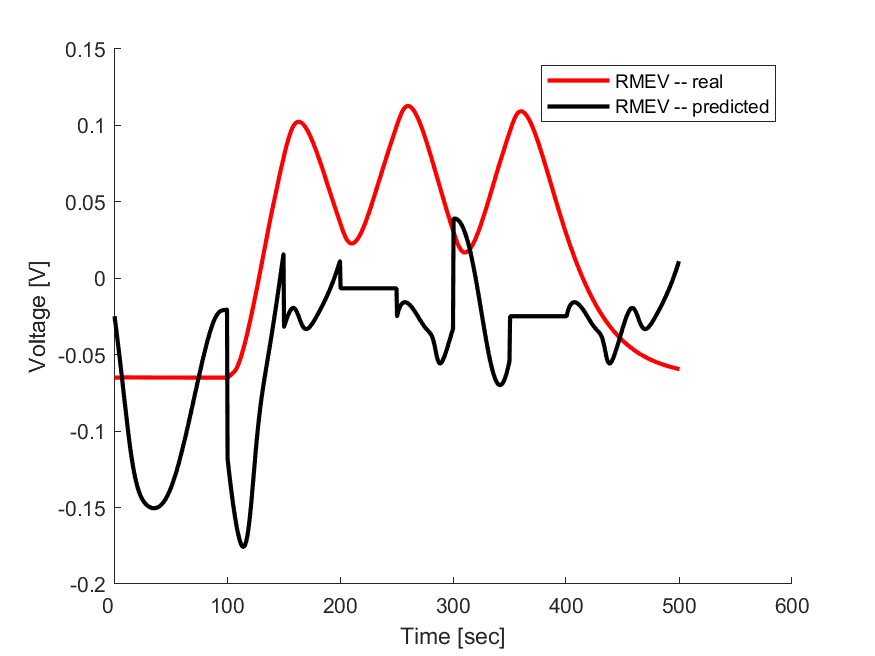 0.15
0.1
0.05
0
-0.05
-0.1
-0.15
-0.2
0 100 200 300 400 500 600
Time [sec]
Voltage [V]
RMEV -- real
RMEV -- predicted